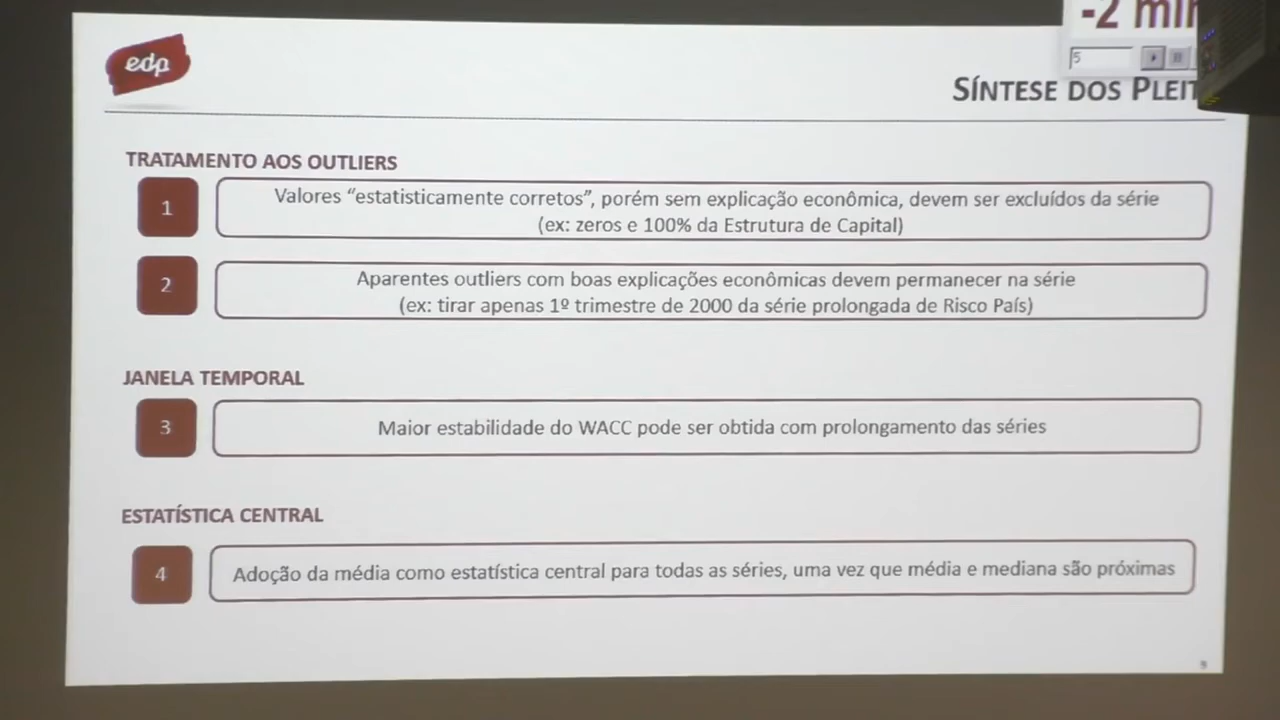 -2
5
edp
SÍNTESE DOS
TRATAMENTO AOS OUTLIERS
1
Valores “estatisticamente corretos”, porém sem explicação econômica, devem ser excluídos da série
(ex: zeros e 100% da Estrutura de Capital)
2
Aparentes outliers com boas explicações econômicas devem permanecer na série
(ex: tirar apenas 1º trimestre de 2000 da série prolongada de Risco País)
JANELA TEMPORAL
3
Maior estabilidade do WACC pode ser obtida com prolongamento das séries
ESTATÍSTICA CENTRAL
4
Adoção da média como estatística central para todas as séries, uma vez que média e mediana são próximas